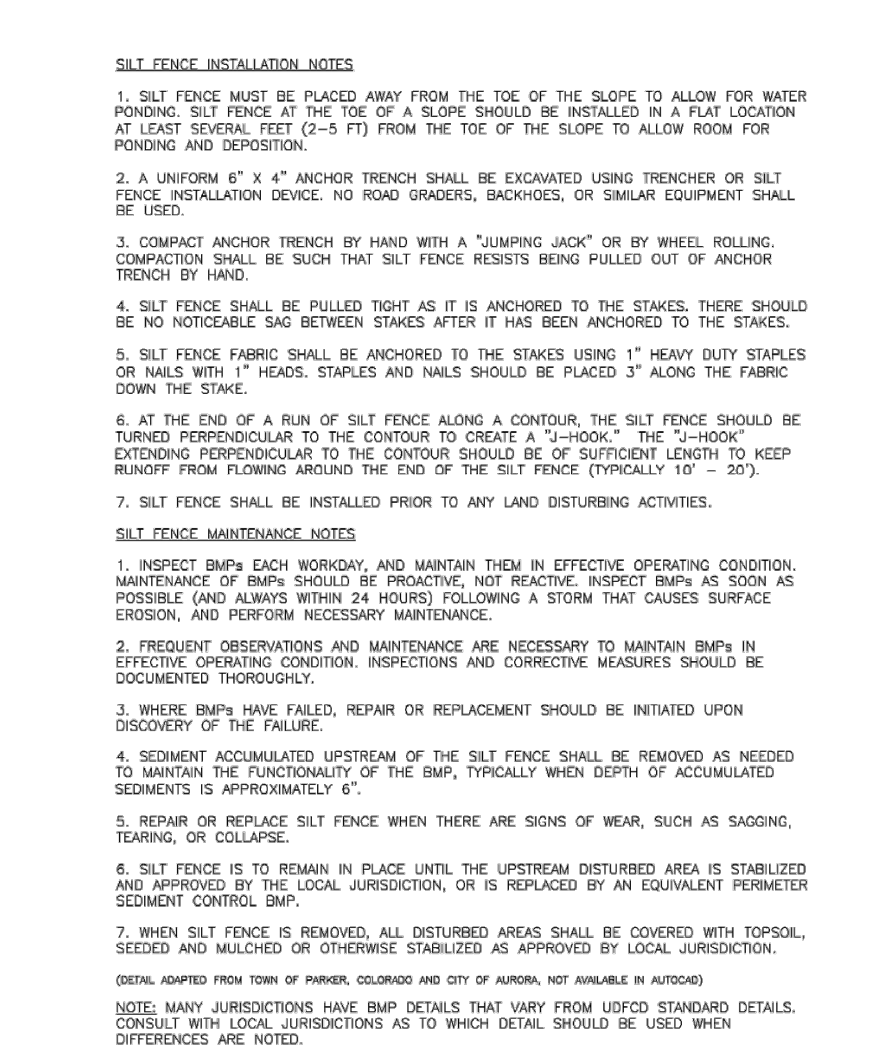 SILT FENCE INSTALLATION NOTES
1. SILT FENCE MUST BE PLACED AWAY FROM THE TOE OF THE SLOPE TO ALLOW FOR WATER
PONDING. SILT FENCE AT THE TOE OF A SLOPE SHOULD BE INSTALLED IN A FLAT LOCATION
AT LEAST SEVERAL FEET (2–5 FT) FROM THE TOE OF THE SLOPE TO ALLOW ROOM FOR
PONDING AND DEPOSITION.
2. A UNIFORM 6" X 4" ANCHOR TRENCH SHALL BE EXCAVATED USING TRENCHER OR SILT
FENCE INSTALLATION DEVICE. NO ROAD GRADERS, BACKHOES, OR SIMILAR EQUIPMENT SHALL
BE USED.
3. COMPACT ANCHOR TRENCH BY HAND WITH A "JUMPING JACK" OR BY WHEEL ROLLING.
COMPACTION SHALL BE SUCH THAT SILT FENCE RESISTS BEING PULLED OUT OF ANCHOR
TRENCH BY HAND.
4. SILT FENCE SHALL BE PULLED TIGHT AS IT IS ANCHORED TO THE STAKES. THERE SHOULD
BE NO NOTICEABLE SAG BETWEEN STAKES AFTER IT HAS BEEN ANCHORED TO THE STAKES.
5. SILT FENCE FABRIC SHALL BE ANCHORED TO THE STAKES USING 1" HEAVY DUTY STAPLES
OR NAILS WITH 1" HEADS. STAPLES AND NAILS SHOULD BE PLACED 3" ALONG THE FABRIC
DOWN THE STAKE.
6. AT THE END OF A RUN OF SILT FENCE ALONG A CONTOUR, THE SILT FENCE SHOULD BE
TURNED PERPENDICULAR TO THE CONTOUR TO CREATE A "J–HOOK." THE "J–HOOK"
EXTENDING PERPENDICULAR TO THE CONTOUR SHOULD BE OF SUFFICIENT LENGTH TO KEEP
RUNOFF FROM FLOWING AROUND THE END OF THE SILT FENCE (TYPICALLY 10' – 20').
7. SILT FENCE SHALL BE INSTALLED PRIOR TO ANY LAND DISTURBING ACTIVITIES.
SILT FENCE MAINTENANCE NOTES
1. INSPECT BMPs EACH WORKDAY, AND MAINTAIN THEM IN EFFECTIVE OPERATING CONDITION.
MAINTENANCE OF BMPs SHOULD BE PROACTIVE, NOT REACTIVE. INSPECT BMPs AS SOON AS
POSSIBLE (AND ALWAYS WITHIN 24 HOURS) FOLLOWING A STORM THAT CAUSES SURFACE
EROSION, AND PERFORM NECESSARY MAINTENANCE.
2. FREQUENT OBSERVATIONS AND MAINTENANCE ARE NECESSARY TO MAINTAIN BMPs IN
EFFECTIVE OPERATING CONDITION. INSPECTIONS AND CORRECTIVE MEASURES SHOULD BE
DOCUMENTED THOROUGHLY.
3. WHERE BMPs HAVE FAILED, REPAIR OR REPLACEMENT SHOULD BE INITIATED UPON
DISCOVERY OF THE FAILURE.
4. SEDIMENT ACCUMULATED UPSTREAM OF THE SILT FENCE SHALL BE REMOVED AS NEEDED
TO MAINTAIN THE FUNCTIONALITY OF THE BMP, TYPICALLY WHEN DEPTH OF ACCUMULATED
SEDIMENTS IS APPROXIMATELY 6".
5. REPAIR OR REPLACE SILT FENCE WHEN THERE ARE SIGNS OF WEAR, SUCH AS SAGGING,
TEARING, OR COLLAPSE.
6. SILT FENCE IS TO REMAIN IN PLACE UNTIL THE UPSTREAM DISTURBED AREA IS STABILIZED
AND APPROVED BY THE LOCAL JURISDICTION, OR IS REPLACED BY AN EQUIVALENT PERIMETER
SEDIMENT CONTROL BMP.
7. WHEN SILT FENCE IS REMOVED, ALL DISTURBED AREAS SHALL BE COVERED WITH TOPSOIL,
SEEDED AND MULCHED OR OTHERWISE STABILIZED AS APPROVED BY LOCAL JURISDICTION.
(DETAIL ADAPTED FROM TOWN OF PARKER, COLORADO AND CITY OF AURORA, NOT AVAILABLE IN AUTOCAD)
NOTE: MANY JURISDICTIONS HAVE BMP DETAILS THAT VARY FROM UDFCD STANDARD DETAILS.
CONSULT WITH LOCAL JURISDICTIONS AS TO WHICH DETAIL SHOULD BE USED WHEN
DIFFERENCES ARE NOTED.